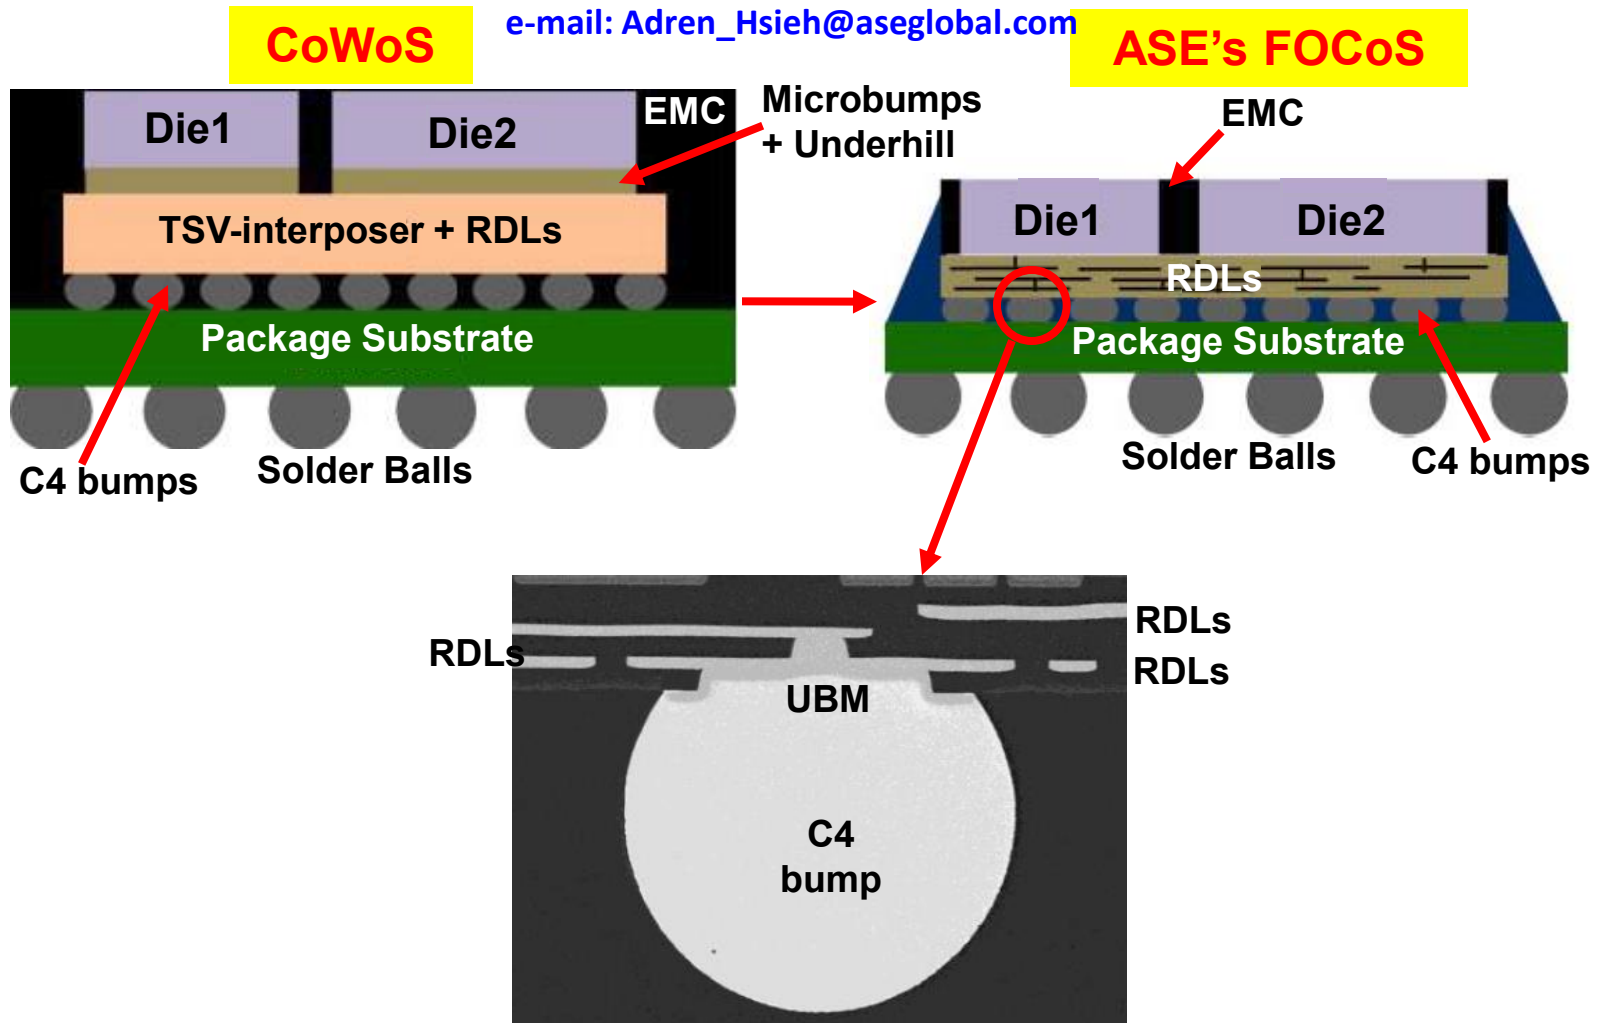 e-mail: Adren_Hsieh@aseglobal.com
CoWoS
ASE's FOCoS
Die1
Die2
EMC
Microbumps
+ Underhill
TSV-interposer + RDLs
Package Substrate
C4 bumps
Solder Balls
EMC
Die1
Die2
RDLs
Package Substrate
Solder Balls
C4 bumps
RDLs
RDLs
RDLs
UBM
C4
bump